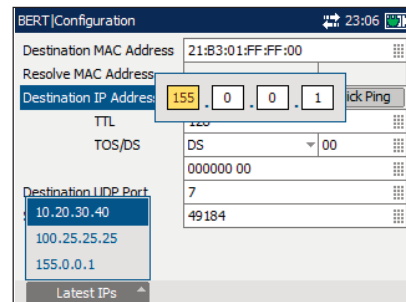 BERT|Configuration 23:06
Destination MAC Address 21:B3:01:FF:FF:00
Resolve MAC Address
Destination IP Addres 155 . 0 . 0 . 1 ick Ping
TTL 128
TOS/DS DS 00
000000 00
Destination UDP Port 7
49184
10.20.30.40
100.25.25.25
155.0.0.1
Latest IPs